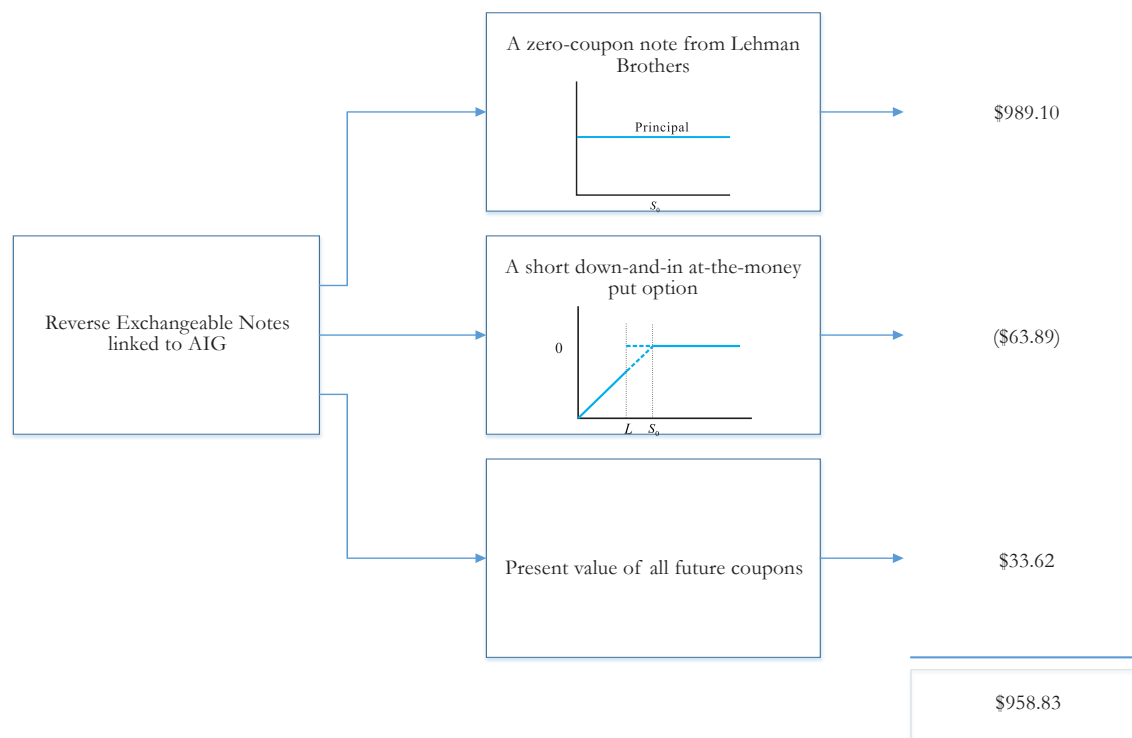 A zero-coupon note from Lehman
Brothers
Principal
S₀
$989.10
Reverse Exchangeable Notes
linked to AIG
A short down-and-in at-the-money
put option
0
L S₀
($63.89)
Present value of all future coupons
$33.62
$958.83